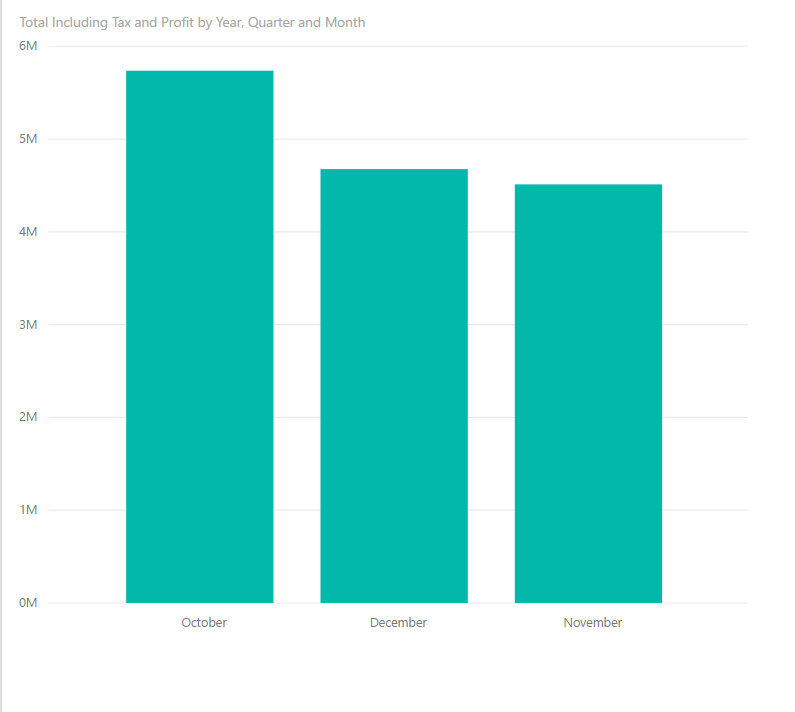 Total Including Tax and Profit by Year, Quarter and Month
6M
5M
4M
3M
2M
1M
0M
October December November